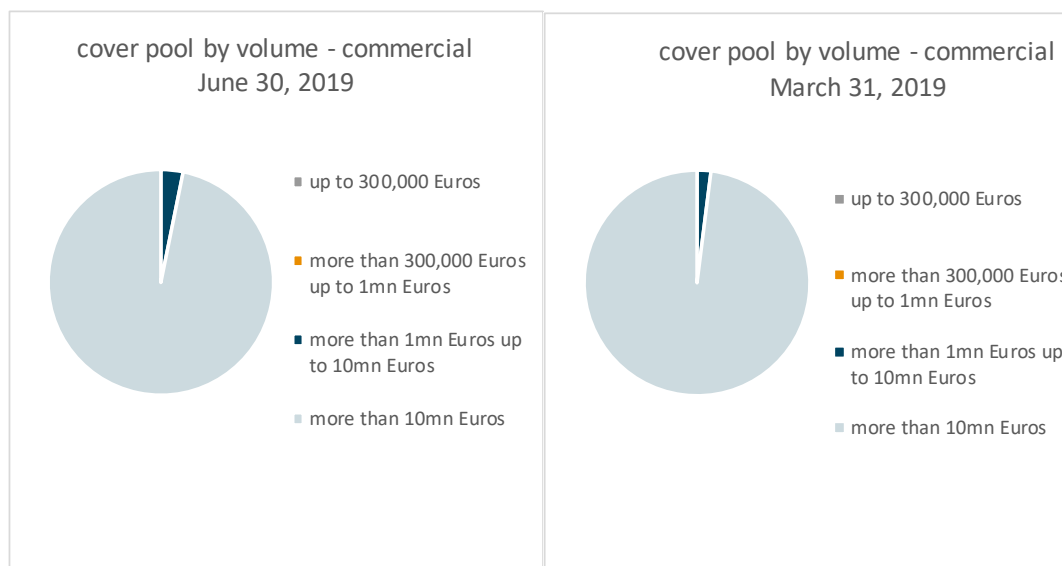 cover pool by volume - commercial
June 30, 2019
up to 300,000 Euros
more than 300,000 Euros
up to 1mn Euros
more than 1mn Euros up
to 10mn Euros
more than 10mn Euros
cover pool by volume - commercial
March 31, 2019
up to 300,000 Euros
more than 300,000 Euros
up to 1mn Euros
more than 1mn Euros up
to 10mn Euros
more than 10mn Euros